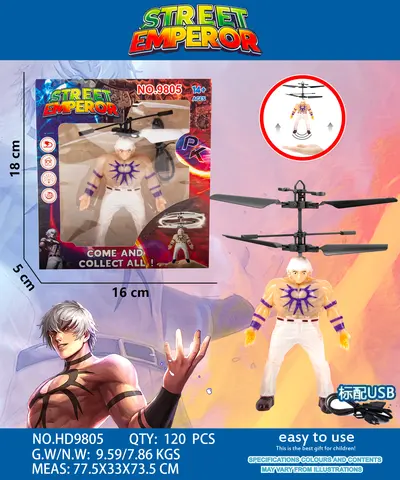 STREET
EMPEROR
STREET
EMPEROR
NO.9805
14+
AGES
PK
COME AND
COLLECT ALL !
18 cm
5 cm
16 cm
标配USB
NO.HD9805 QTY: 120 PCS
G.W/N.W: 9.59/7.86 KGS
MEAS: 77.5X33X73.5 CM
easy to use
This is the best gift for children!
SPECIFICATIONS COLOURS AND CONTENTS
MAY VARY FROM ILLUSTRATIONS